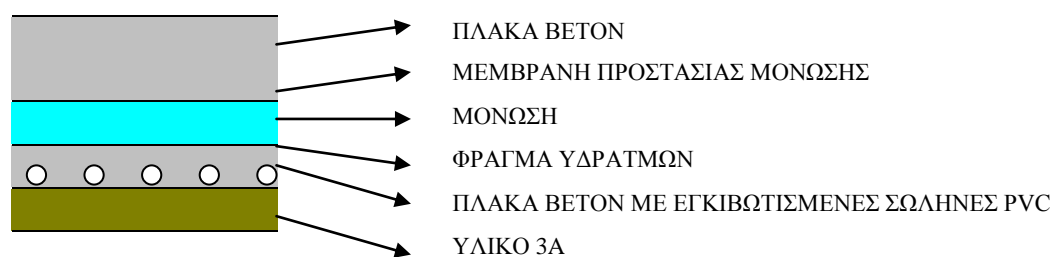 ΠΛΑΚΑ ΒΕΤΟΝ
ΜΕΜΒΡΑΝΗ ΠΡΟΣΤΑΣΙΑΣ ΜΟΝΩΣΗΣ
ΜΟΝΩΣΗ
ΦΡΑΓΜΑ ΥΔΡΑΤΜΩΝ
ΠΛΑΚΑ ΒΕΤΟΝ ΜΕ ΕΓΚΙΒΩΤΙΣΜΕΝΕΣ ΣΩΛΗΝΕΣ PVC
ΥΛΙΚΟ 3Α